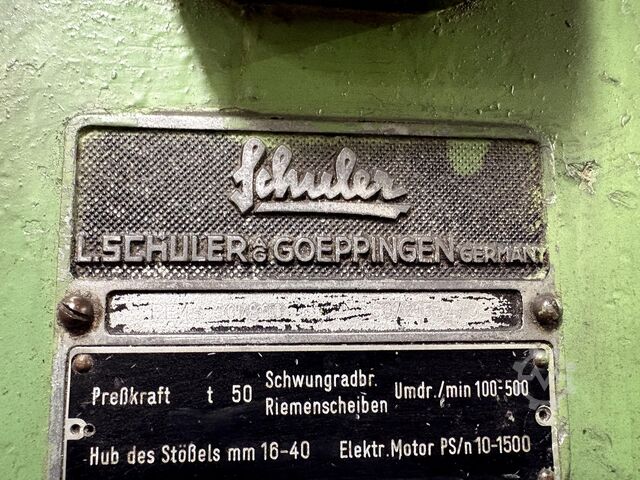 Schuler
L. SCHULER AG GOEPPINGEN GERMANY
Preßkraft t 50 Schwungradbr. Riemenscheiben Umdr./min 100-500
Hub des Stößels mm 16-40 Elektr. Motor PS/n 10-1500